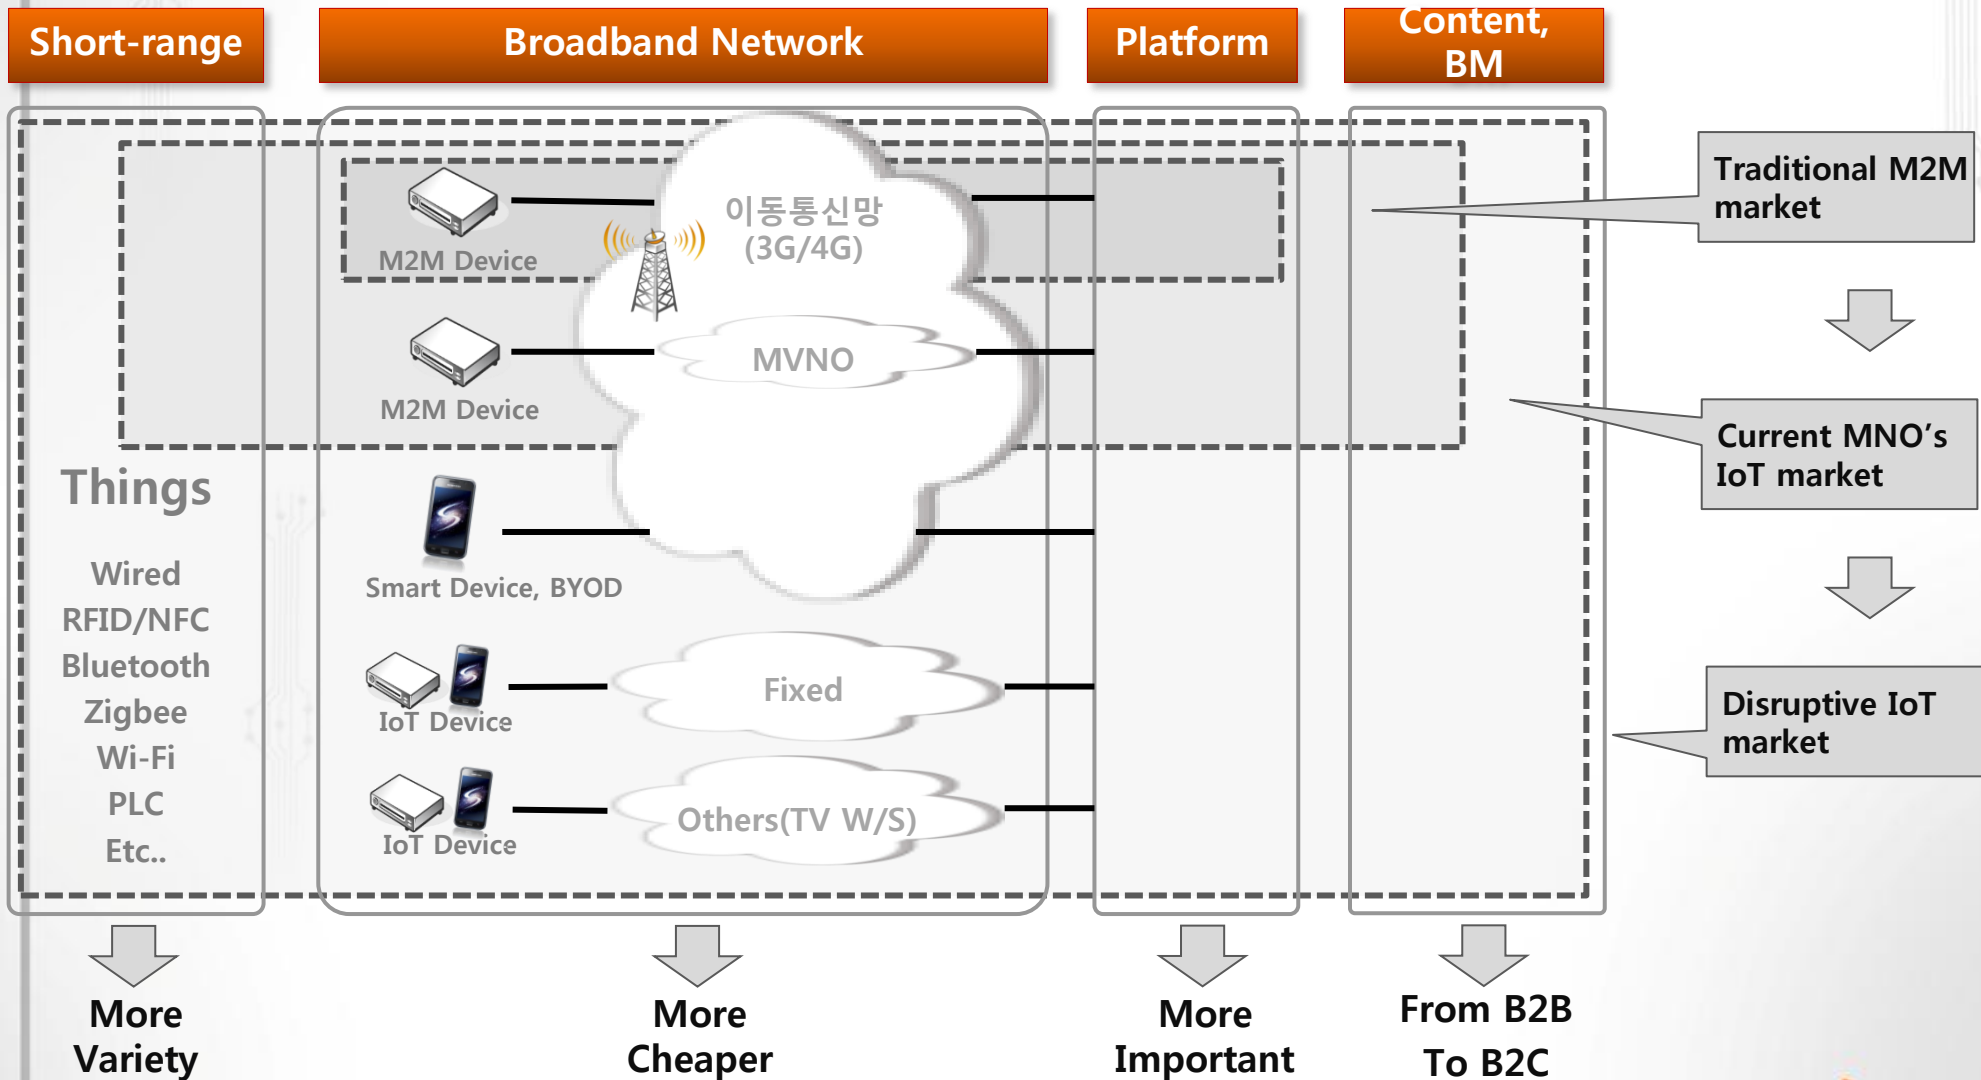 Short-range
Broadband Network
Platform
Content,
BM
이동통신망
(3G/4G)
M2M Device
MVNO
M2M Device
Things
Wired
RFID/NFC
Bluetooth
Zigbee
Wi-Fi
PLC
Etc..
Smart Device, BYOD
Fixed
IoT Device
Others(TV W/S)
IoT Device
Traditional M2M
market
Current MNO’s
IoT market
Disruptive IoT
market
More
Variety
More
Cheaper
More
Important
From B2B
To B2C